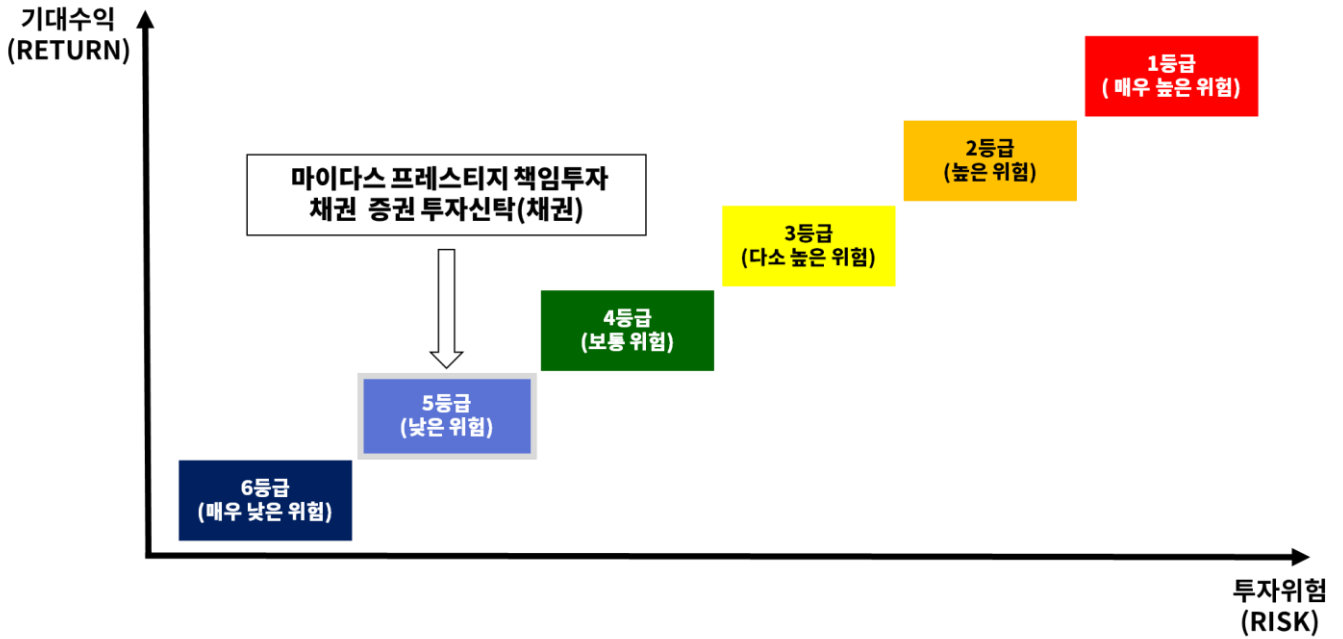 기대수익
(RETURN)
1등급
( 매우 높은 위험)
2등급
(높은 위험)
마이다스 프레스티지 책임투자
채권 증권 투자신탁(채권)
3등급
(다소 높은 위험)
4등급
(보통 위험)
5등급
(낮은 위험)
6등급
(매우 낮은 위험)
투자위험
(RISK)